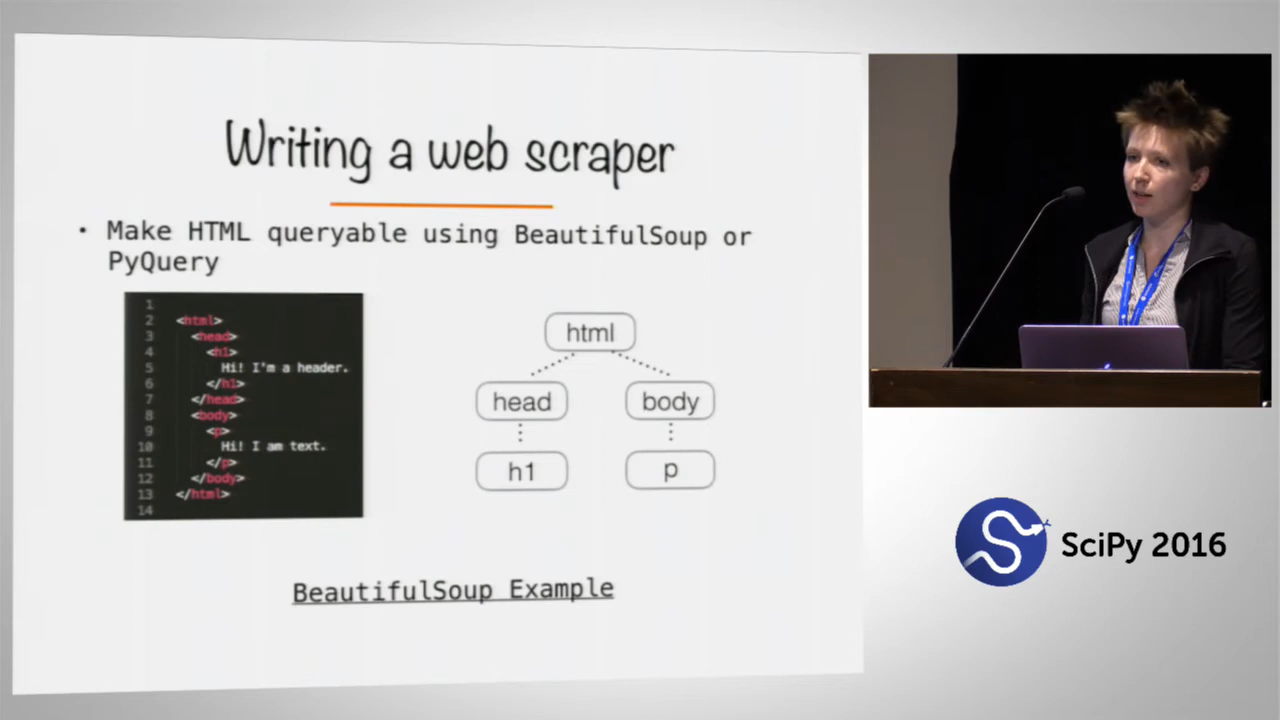 Writing a web scraper
• Make HTML queryable using BeautifulSoup or
PyQuery
1
2 <html>
3 <head>
4 <h1>
5 Hi! I'm a header.
6 </h1>
7 </head>
8 <body>
9 <p>
10 Hi! I am text.
11 </p>
12 </body>
13 </html>
14
html
head body
h1 p
BeautifulSoup Example
SciPy 2016